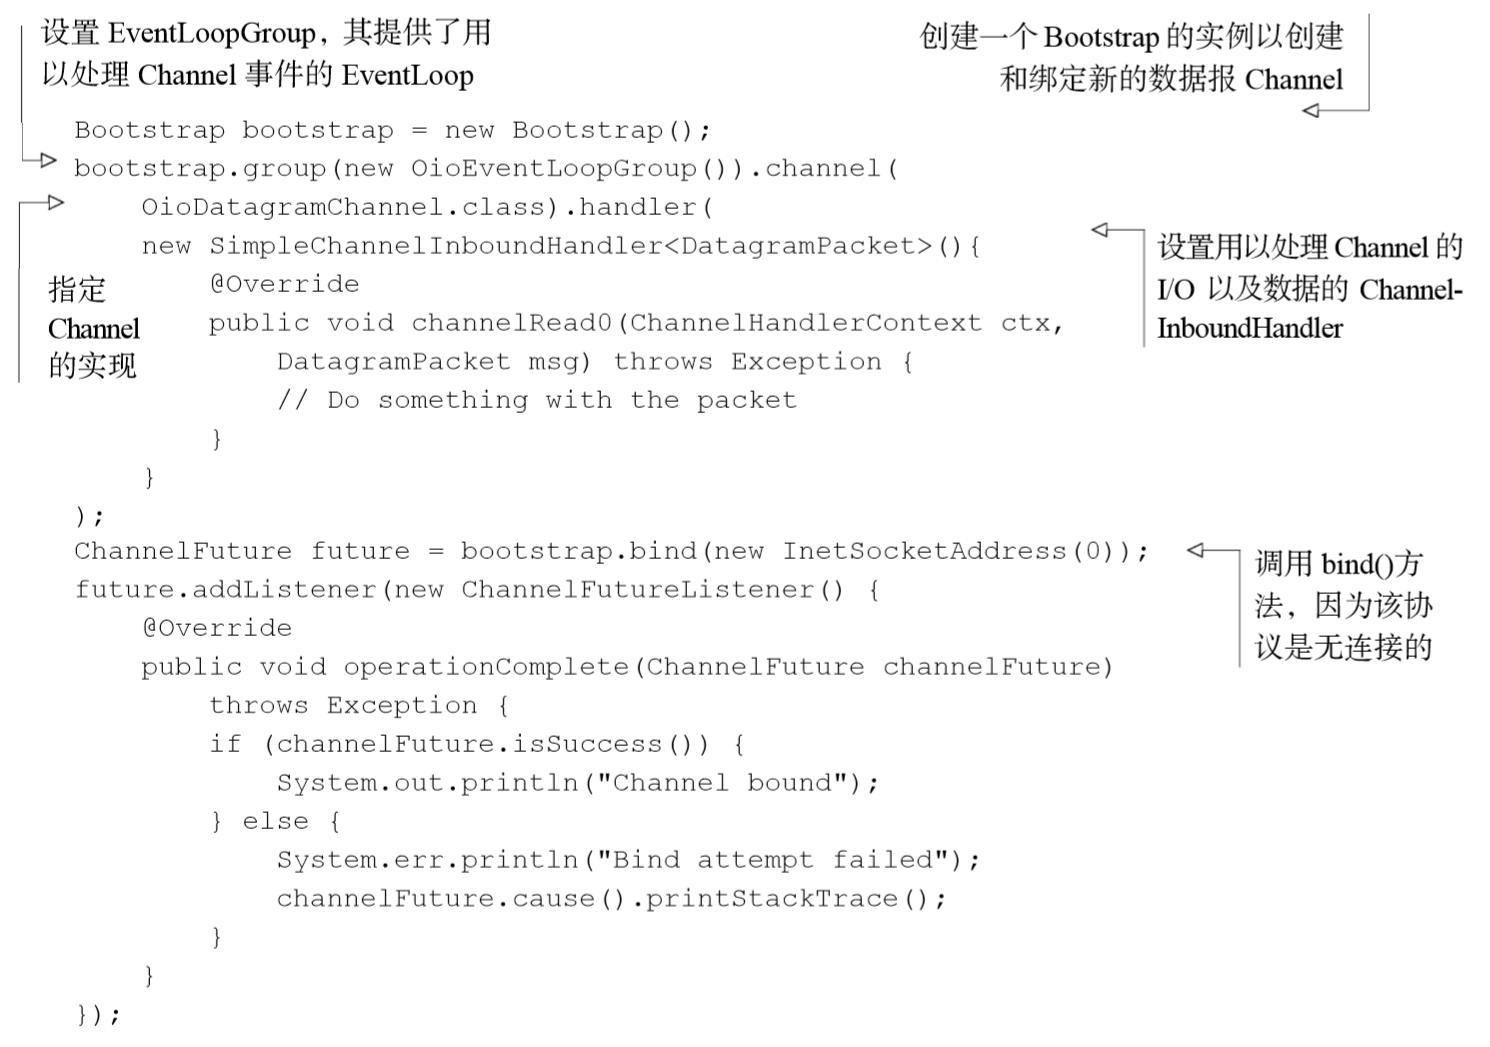 设置 EventLoopGroup，其提供了用
以处理 Channel 事件的 EventLoop
创建一个 Bootstrap 的实例以创建
和绑定新的数据报 Channel
Bootstrap bootstrap = new Bootstrap();
bootstrap.group(new OioEventLoopGroup()).channel(
OioDatagramChannel.class).handler(
new SimpleChannelInboundHandler<DatagramPacket>(){
@Override
public void channelRead0(ChannelHandlerContext ctx,
DatagramPacket msg) throws Exception {
// Do something with the packet
}
}
);
指定
Channel
的实现
设置用以处理 Channel 的
I/O 以及数据的 Channel-
InboundHandler
ChannelFuture future = bootstrap.bind(new InetSocketAddress(0));
future.addListener(new ChannelFutureListener() {
@Override
public void operationComplete(ChannelFuture channelFuture)
throws Exception {
if (channelFuture.isSuccess()) {
System.out.println("Channel bound");
} else {
System.err.println("Bind attempt failed");
channelFuture.cause().printStackTrace();
}
}
});
调用 bind()方
法，因为该协
议是无连接的